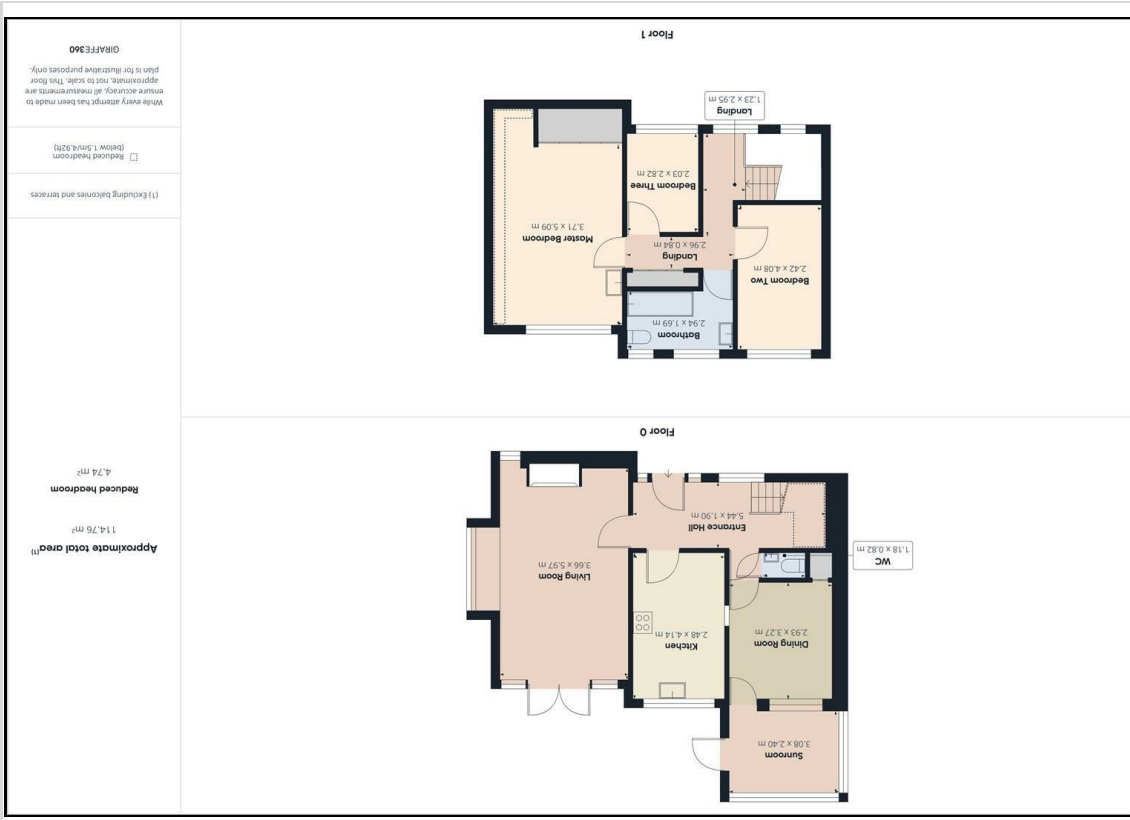 Sunroom
3.08 x 2.40 m
Dining Room
2.93 x 3.27 m
Kitchen
2.48 x 4.14 m
Living Room
3.66 x 5.97 m
WC
1.18 x 0.82 m
Entrance Hall
5.44 x 1.90 m
Floor 0
Bathroom
2.94 x 1.69 m
Bedroom Two
2.42 x 4.08 m
Landing
2.96 x 0.84 m
Master Bedroom
3.71 x 5.09 m
Bedroom Three
2.03 x 2.82 m
Landing
1.23 x 2.95 m
Floor 1
Approximate total area(1)
114,76 m²
Reduced headroom
4,74 m²
(1) Excluding balconies and terraces
Reduced headroom
(below 1.5m/4.92ft)
While every attempt has been made to
ensure accuracy, all measurements are
approximate, not to scale. This floor
plan is for illustrative purposes only.
GIRAFFE360